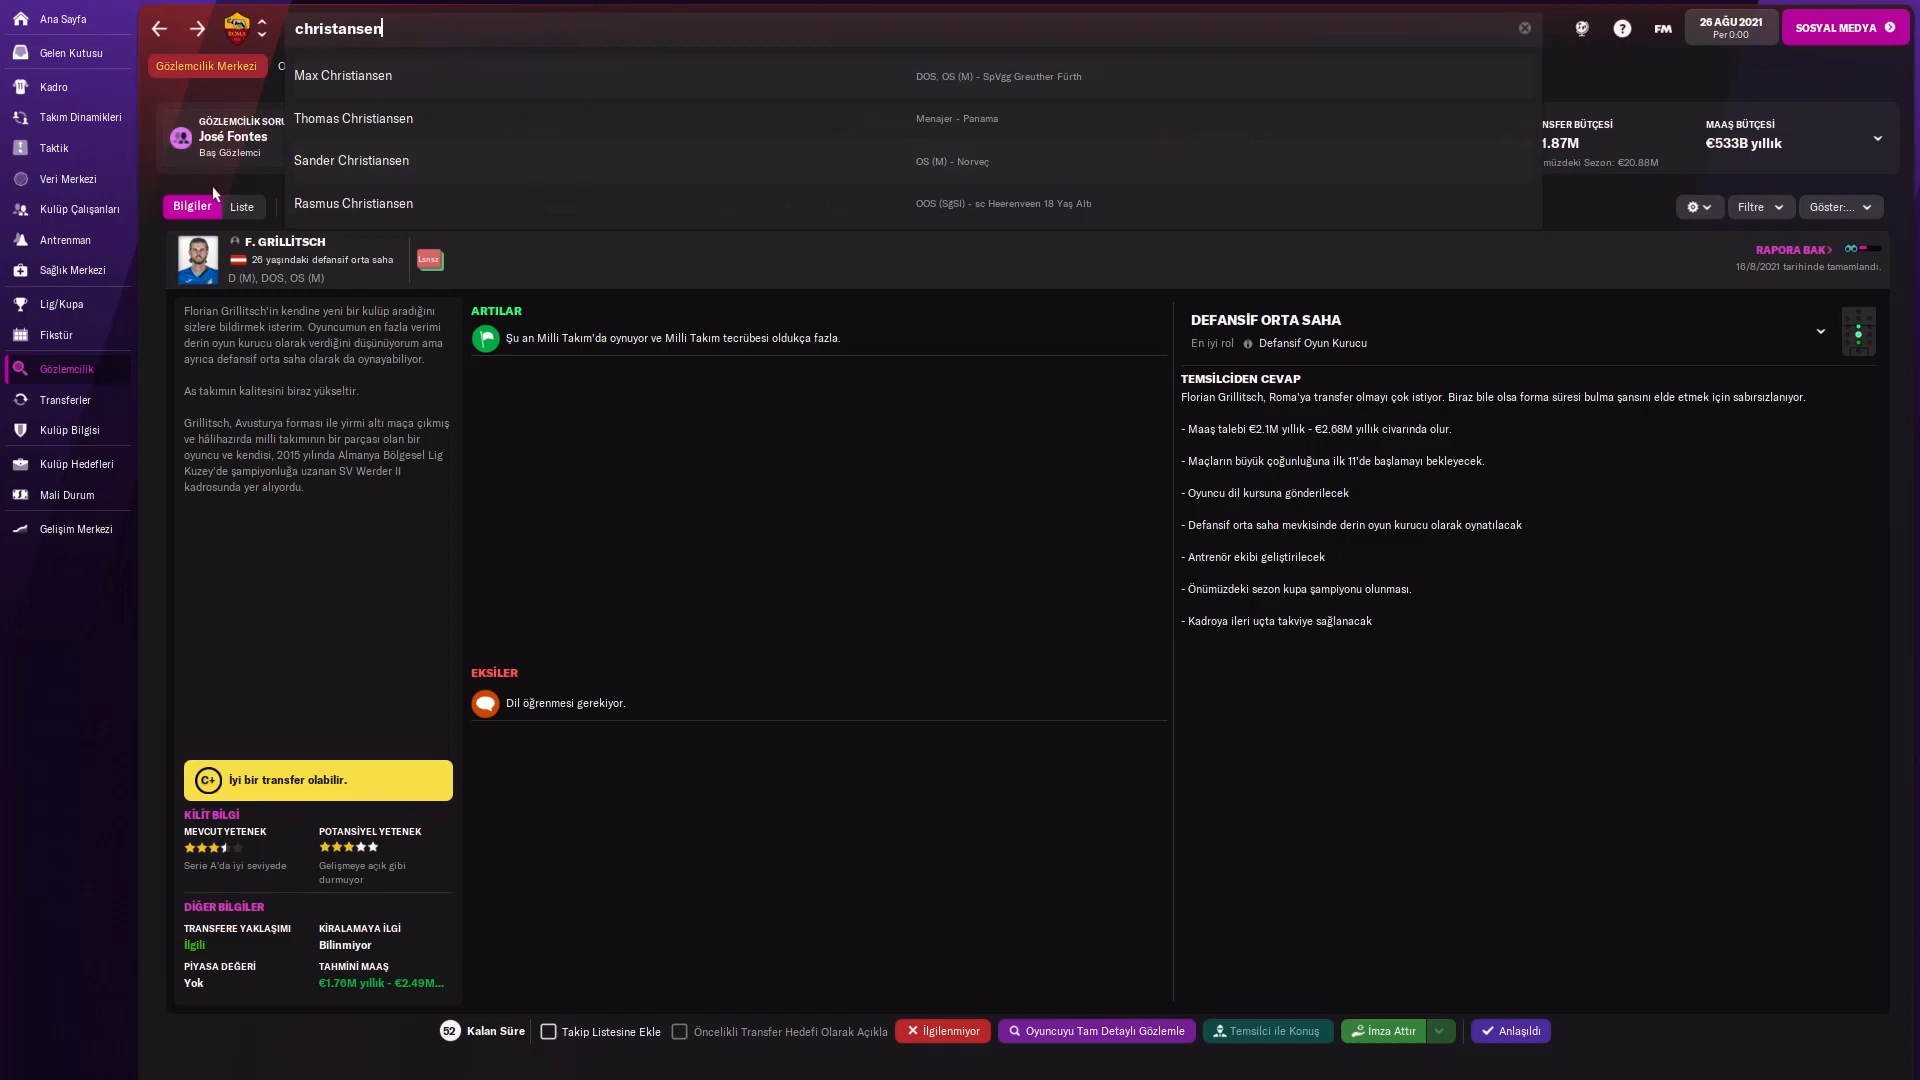 Ana Sayfa
Gelen Kutusu
Kadro
Takım Dinamikleri
Taktik
Veri Merkezi
Kulüp Çalışanları
Antrenman
Sağlık Merkezi
Lig/Kupa
Fikstür
Gözlemcilik
Transferler
Kulüp Bilgisi
Kulüp Hedefleri
Mali Durum
Gelişim Merkezi
ROMA
christansen
FM
26 AĞU 2021
Per 0:00
SOSYAL MEDYA
Gözlemcilik Merkezi
O
Max Christiansen
DOS, OS (M) - SpVgg Greuther Fürth
Thomas Christiansen
Menajer - Panama
Sander Christiansen
OS (M) - Norveç
Rasmus Christiansen
OOS (SğSl) - sc Heerenveen 18 Yaş Altı
GÖZLEMCİLİK SORU
José Fontes
Baş Gözlemci
NSFER BÜTÇESİ
1.87M
müzdeki Sezon: €20.88M
MAAŞ BÜTÇESİ
€533B yıllık
Bilgiler
Liste
Filtre
Göster:...
F. GRİLLİTSCH
26 yaşındaki defansif orta saha
D (M), DOS, OS (M)
Lsnsz
RAPORA BAK>
16/8/2021 tarihinde tamamlandı.
Florian Grillitsch'in kendine yeni bir kulüp aradığını
sizlere bildirmek isterim. Oyuncumun en fazla verimi
derin oyun kurucu olarak verdiğini düşünüyorum ama
ayrıca defansif orta saha olarak da oynayabiliyor.
As takımın kalitesini biraz yükseltir.
Grillitsch, Avusturya forması ile yirmi altı maça çıkmış
ve hâlihazırda milli takımının bir parçası olan bir
oyuncu ve kendisi, 2015 yılında Almanya Bölgesel Lig
Kuzey'de şampiyonluğa uzanan SV Werder II
kadrosunda yer alıyordu.
C+
İyi bir transfer olabilir.
KİLİT BİLGİ
MEVCUT YETENEK
POTANSİYEL YETENEK
Serie A'da iyi seviyede
Gelişmeye açık gibi
durmuyor
DİĞER BİLGİLER
TRANSFERE YAKLAŞIMI
KİRALAMAYA İLGİ
İlgili
Bilinmiyor
PİYASA DEĞERİ
TAHMİNİ MAAŞ
Yok
€1.76M yıllık - €2.49M...
ARTILAR
Şu an Milli Takım'da oynuyor ve Milli Takım tecrübesi oldukça fazla.
EKSİLER
Dil öğrenmesi gerekiyor.
DEFANSİF ORTA SAHA
En iyi rol
Defansif Oyun Kurucu
TEMSİLCİDEN CEVAP
Florian Grillitsch, Roma'ya transfer olmayı çok istiyor. Biraz bile olsa forma süresi bulma şansını elde etmek için sabırsızlanıyor.
- Maaş talebi €2.1M yıllık - €2.68M yıllık civarında olur.
- Maçların büyük çoğunluğuna ilk 11'de başlamayı bekleyecek.
- Oyuncu dil kursuna gönderilecek
- Defansif orta saha mevkisinde derin oyun kurucu olarak oynatılacak
- Antrenör ekibi geliştirilecek
- Önümüzdeki sezon kupa şampiyonu olunması.
- Kadroya ileri uçta takviye sağlanacak
52
Kalan Süre
Takip Listesine Ekle
Öncelikli Transfer Hedefi Olarak Açıkla
İlgilenmiyor
Oyuncuyu Tam Detaylı Gözlemle
Temsilci ile Konuş
İmza Attır
Anlaşıldı